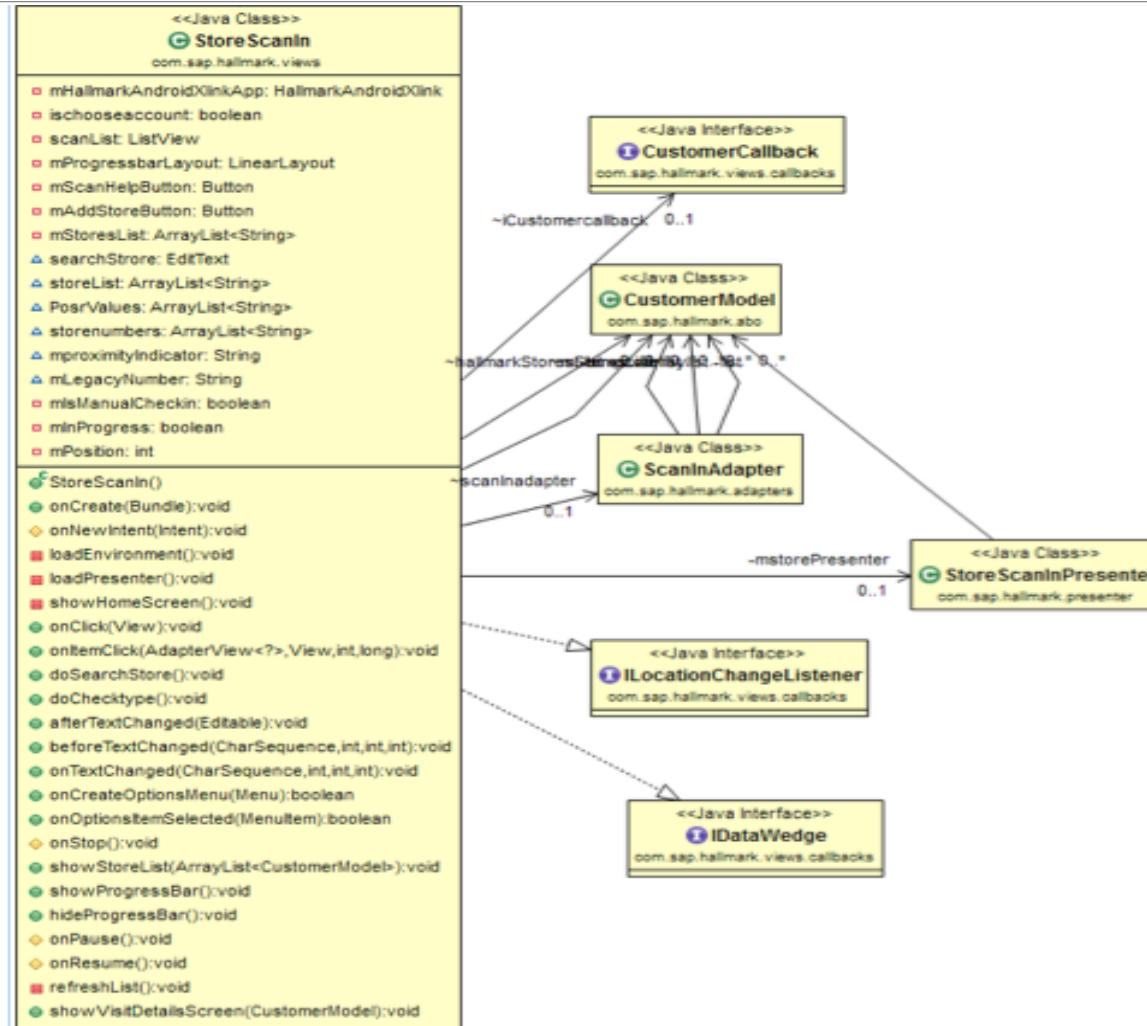 <<Java Class>>
StoreScanIn
com.sap.hallmark.views
mHallmarkAndroidXlinkApp: HallmarkAndroidXlink
ischooseaccount: boolean
scanList: ListView
mProgressbarLayout: LinearLayout
mScanHelpButton: Button
mAddStoreButton: Button
mStoresList: ArrayList<String>
searchStrore: EditText
storeList: ArrayList<String>
PosrValues: ArrayList<String>
storenumbers: ArrayList<String>
mproximityIndicator: String
mLegacyNumber: String
mIsManualCheckin: boolean
mInProgress: boolean
mPosition: int
StoreScanIn()
onCreate(Bundle):void
onNewIntent(Intent):void
loadEnvironment():void
loadPresenter():void
showHomeScreen():void
onClick(View):void
onItemClick(AdapterView<?>,View,int,long):void
doSearchStore():void
doChecktype():void
afterTextChanged(Editable):void
beforeTextChanged(CharSequence,int,int,int):void
onTextChanged(CharSequence,int,int,int):void
onCreateOptionsMenu(Menu):boolean
onOptionsItemSelected(MenuItem):boolean
onStop():void
showStoreList(ArrayList<CustomerModel>):void
showProgressBar():void
hideProgressBar():void
onPause():void
onResume():void
refreshList():void
showVisitDetailsScreen(CustomerModel):void
<<Java Interface>>
CustomerCallback
com.sap.hallmark.views.callbacks
~iCustomercallback 0..1
<<Java Class>>
CustomerModel
com.sap.hallmark.abo
0..*
<<Java Class>>
ScanInAdapter
com.sap.hallmark.adapters
~scanInadapter
0..1
<<Java Class>>
StoreScanInPresente
com.sap.hallmark.presenter
-mstorePresenter
0..1
<<Java Interface>>
ILocationChangeListener
com.sap.hallmark.views.callbacks
<<Java Interface>>
IDataWedge
com.sap.hallmark.views.callbacks